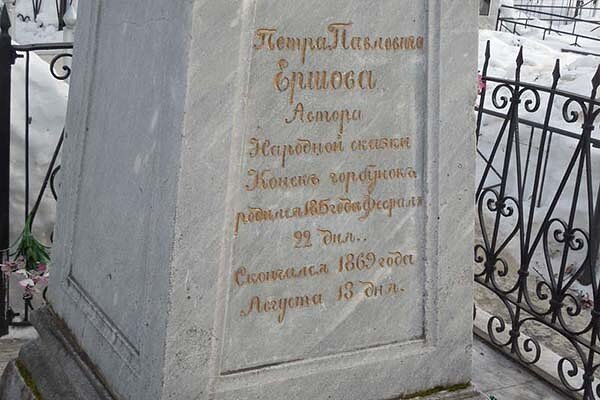 Петра Павловича
Ершова
Автора
Народной сказки
Конекъ горбунокъ
родился 1815 года Февраля
22 дня..
Скончался 1869 года
Августа 18 дня.